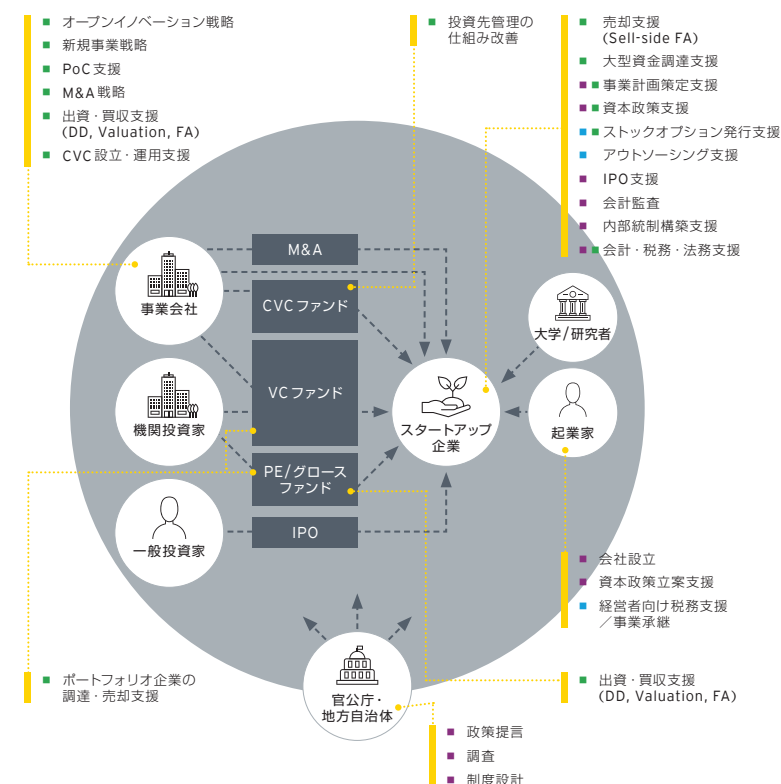 オープンイノベーション戦略
新規事業戦略
PoC支援
M&A戦略
出資・買収支援
(DD, Valuation, FA)
CVC設立・運用支援
投資先管理の
仕組み改善
売却支援
(Sell-side FA)
大型資金調達支援
事業計画策定支援
資本政策支援
ストックオプション発行支援
アウトソーシング支援
IPO支援
会計監査
内部統制構築支援
会計・税務・法務支援
事業会社
機関投資家
一般投資家
M&A
CVCファンド
VCファンド
PE/グロース
ファンド
IPO
スタートアップ
企業
大学/研究者
起業家
会社設立
資本政策立案支援
経営者向け税務支援
／事業承継
ポートフォリオ企業の
調達・売却支援
官公庁・
地方自治体
出資・買収支援
(DD, Valuation, FA)
政策提言
調査
制度設計